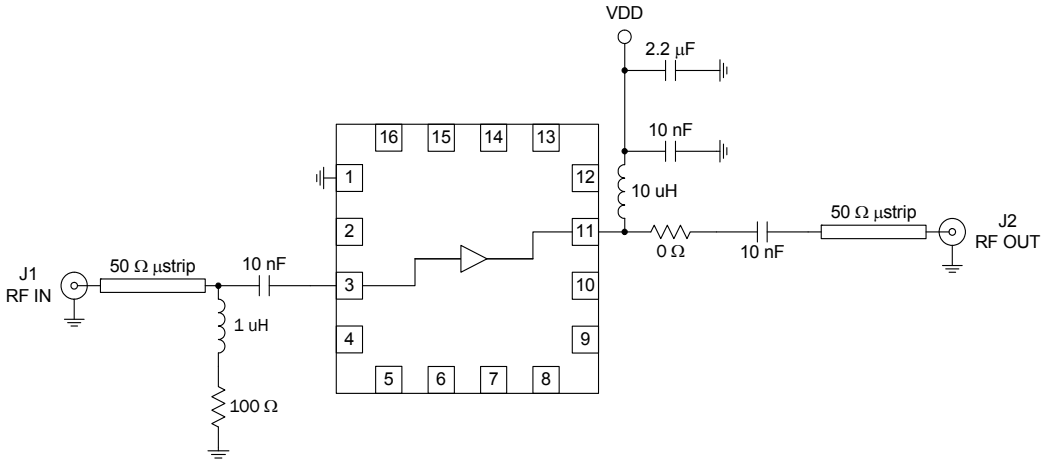 VDD
2.2 μF
10 nF
10 uH
16 15 14 13
1
2
3
4
12
11
10
9
5 6 7 8
J1
RF IN
50 Ω μstrip
10 nF
1 uH
100 Ω
0 Ω
10 nF
50 Ω μstrip
J2
RF OUT